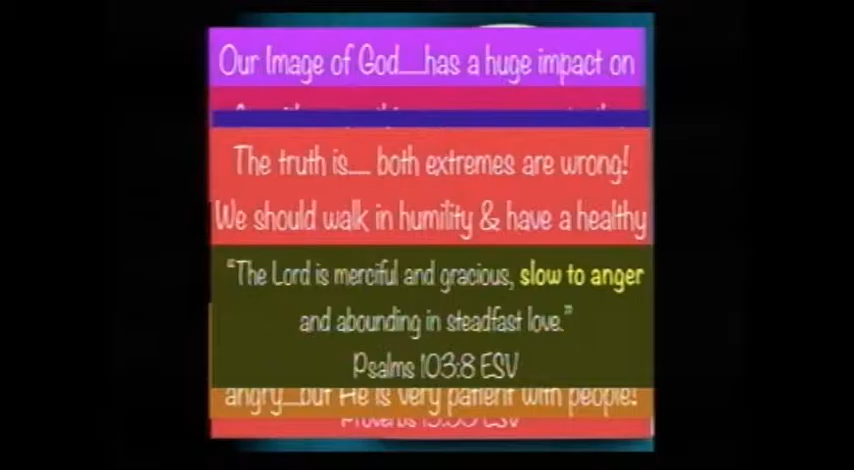 Our Image of God.....has a huge impact on
The truth is.... both extremes are wrong!
We should walk in humility & have a healthy
“The Lord is merciful and gracious, slow to anger
and abounding in steadfast love.”
Psalms 103:8 ESV
angry....but He is very patient with people!
Proverbs ESV